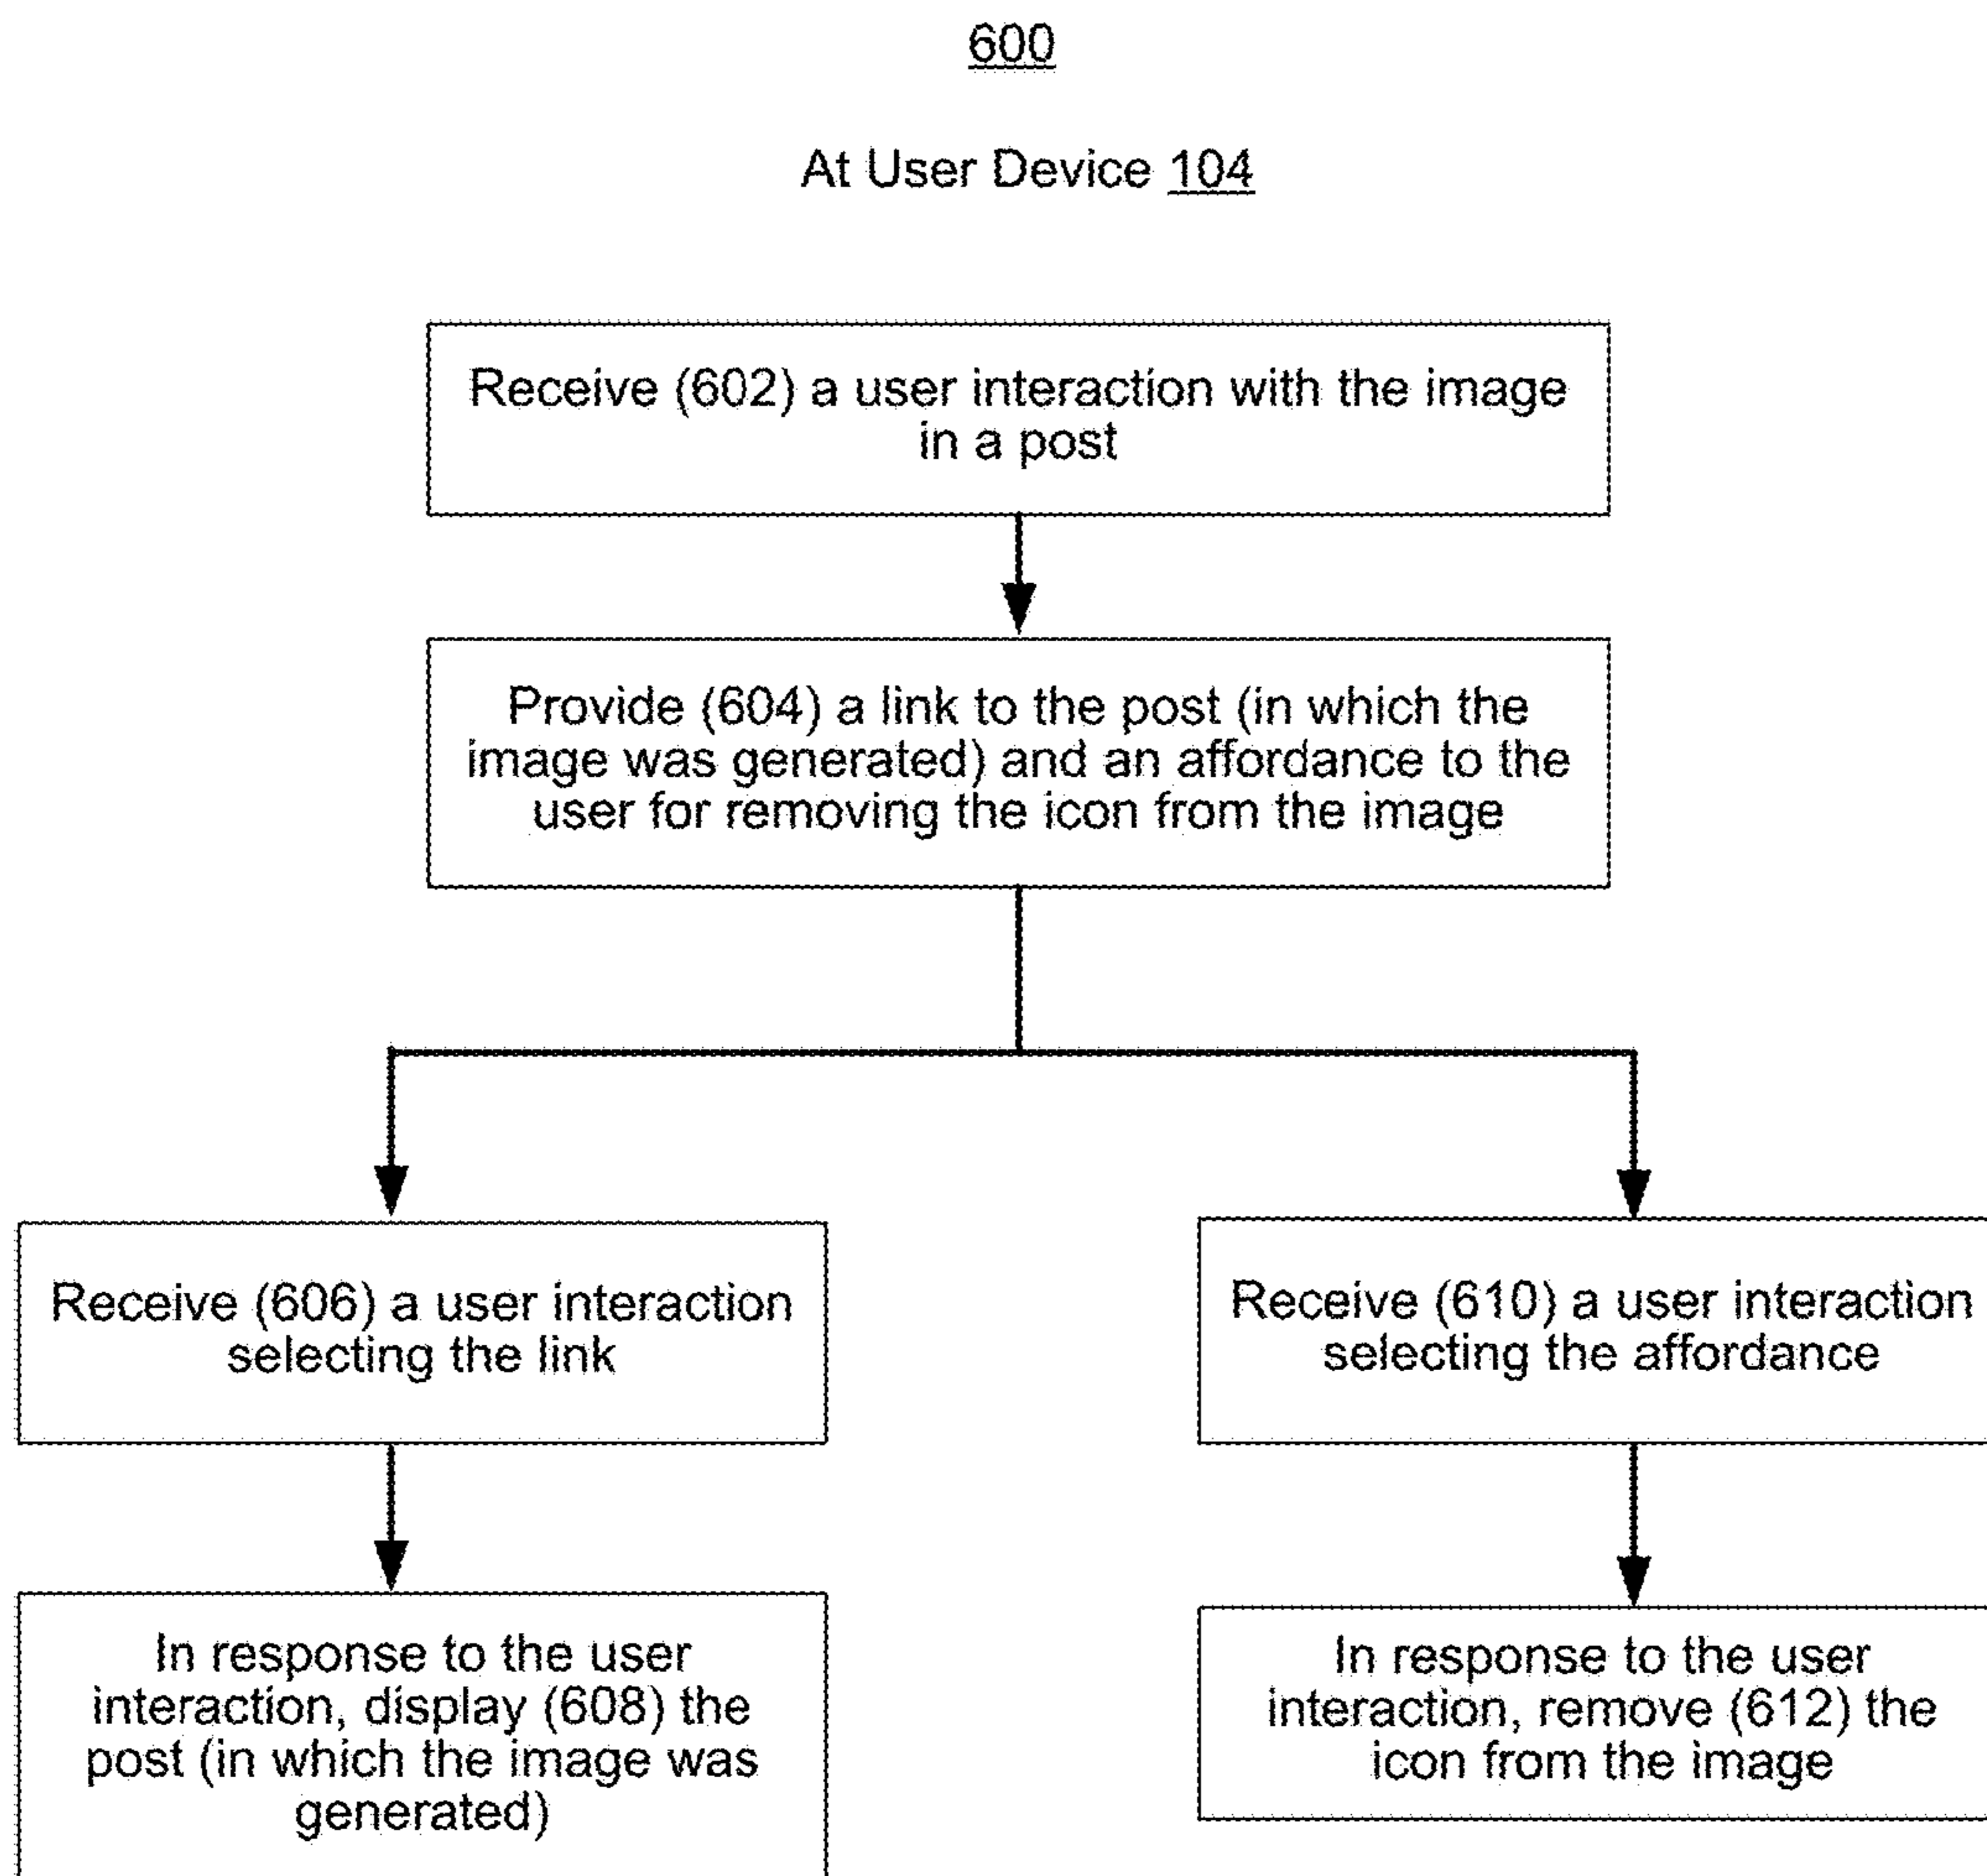 600
At User Device 104
Receive (602) a user interaction with the image
in a post
Provide (604) a link to the post (in which the
image was generated) and an affordance to the
user for removing the icon from the image
Receive (606) a user interaction
selecting the link
In response to the user
interaction, display (608) the
post (in which the image was
generated)
Receive (610) a user interaction
selecting the affordance
In response to the user
interaction, remove (612) the
icon from the image